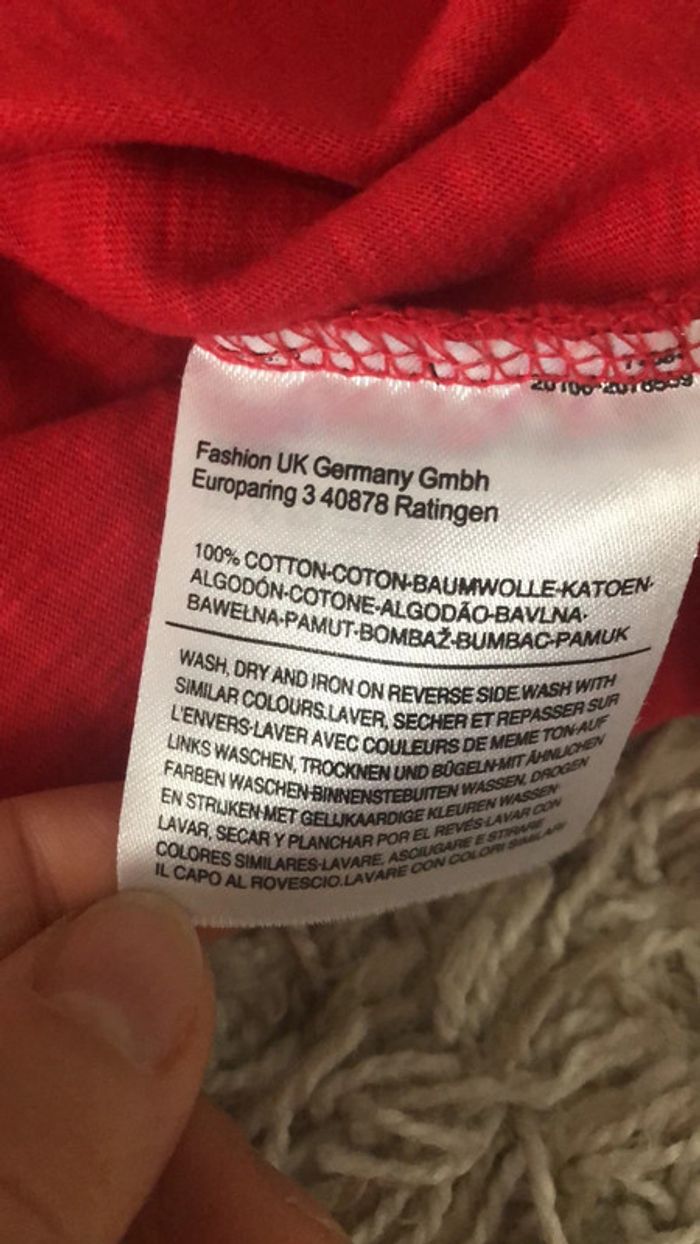 Fashion UK Germany Gmbh
Europaring 3 40878 Ratingen
100% COTTON-COTON-BAUMWOLLE-KATOEN-
ALGODÓN-COTONE-ALGODÃO-BAVLNA-
BAWEŁNA-PAMUT-BOMBAŽ-BUMBAC-PAMUK
WASH, DRY AND IRON ON REVERSE SIDE.WASH WITH
SIMILAR COLOURS.LAVER, SECHER ET REPASSER SUR
L'ENVERS-LAVER AVEC COULEURS DE MEME TON-AUF
LINKS WASCHEN, TROCKNEN UND BÜGELN-MIT ÄHNLICHEN
FARBEN WASCHEN-BINNENSTEBUITEN WASSEN, DROGEN
EN STRIJKEN-MET GELIJKAARDIGE KLEUREN WASSEN-
LAVAR, SECAR Y PLANCHAR POR EL REVÉS-LAVAR CON
COLORES SIMILARES-LAVARE, ASCIUGARE E STIRARE
IL CAPO AL ROVESCIO.LAVARE CON COLORI SIMILARI